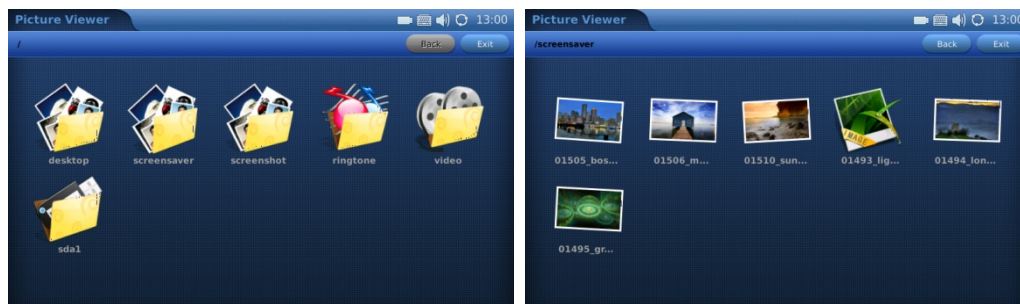 Picture Viewer
13:00
/
Back
Exit
desktop
screensaver
screenshot
ringtone
video
sda1
Picture Viewer
13:00
/screensaver
Back
Exit
01505_bos...
01506_m...
01510_sun...
01493_lig...
01494_lon...
IMAGE
01495_gr...